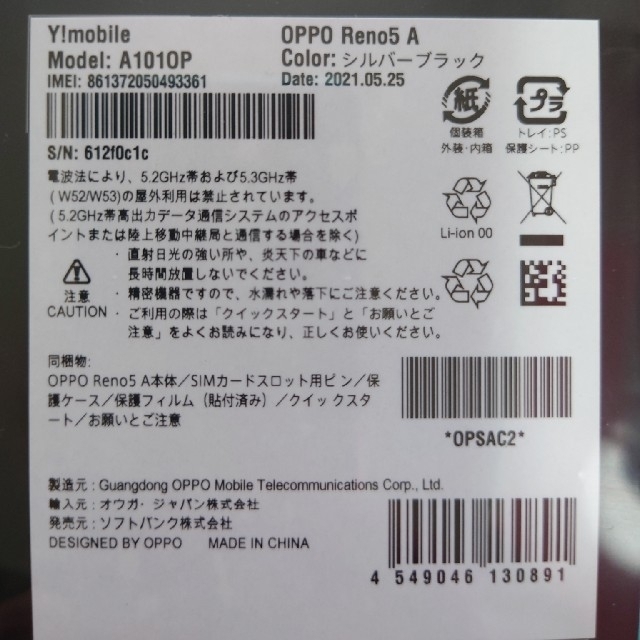 Y!mobile
OPPO Reno5 A
Model: A101OP
Color: シルバーブラック
IMEI: 861372050493361
Date: 2021.05.25
S/N: 612f0c1c
紙
個装箱
外装・内箱
プラ
トレイ:PS
保護シート:PP
電波法により、5.2GHz帯および5.3GHz帯
(W52/W53)の屋外利用は禁止されています。
(5.2GHz帯高出力データ通信システムのアクセスポ
イントまたは陸上移動中継局と通信する場合を除く)
Li-ion 00
注意
CAUTION
・直射日光の強い所や、炎天下の車などに
長時間放置しないでください。
・精密機器ですので、水漏れや落下にご注意ください。
・ご利用の際は「クイックスタート」と「お願いとご
注意」をよくお読みになり、正しくお使いください。
同梱物:
OPPO Reno5 A本体／SIMカードスロット用ピン／保
護ケース／保護フィルム（貼付済み）／クイックスタ
ート／お願いとご注意
*OPSAC2*
製造元：Guangdong OPPO Mobile Telecommunications Corp., Ltd.
輸入元：オウガ・ジャパン株式会社
発売元：ソフトバンク株式会社
DESIGNED BY OPPO MADE IN CHINA
4 549046 130891